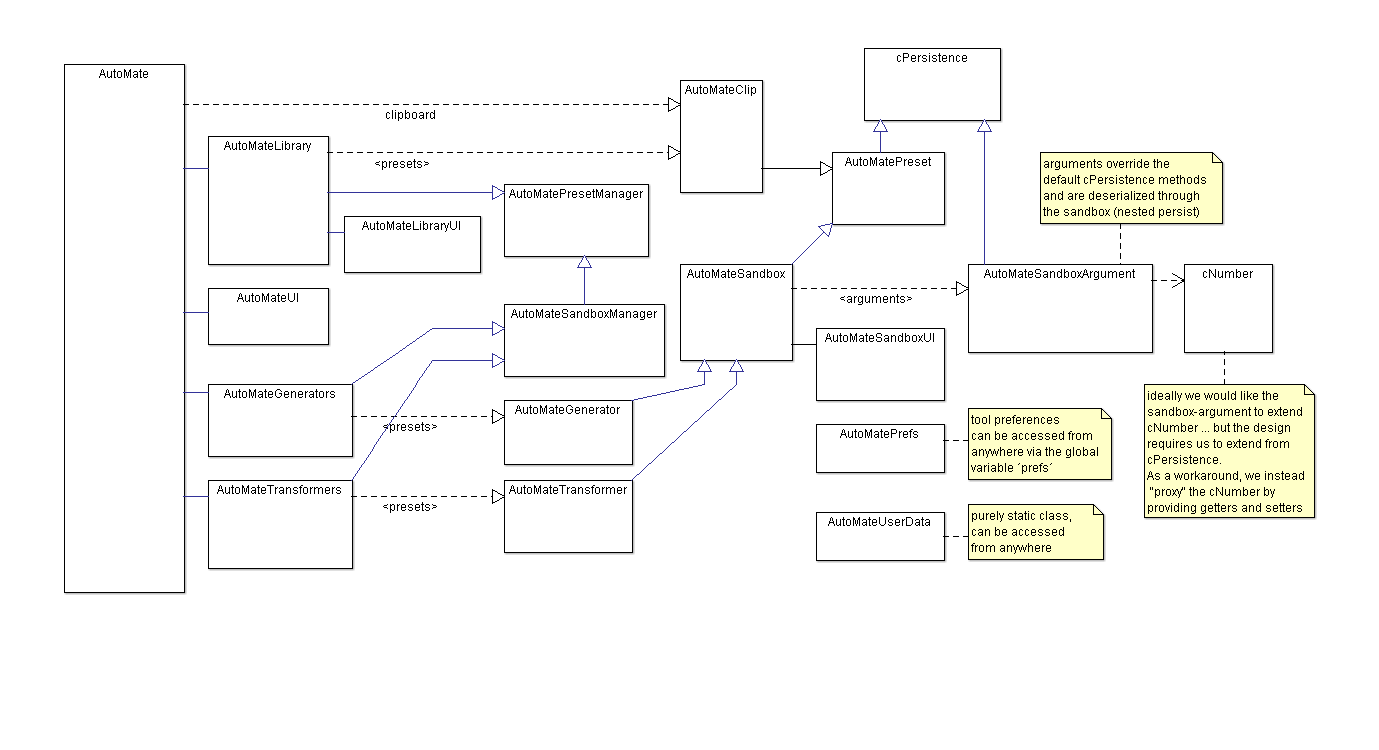 cPersistence
AutoMate
AutoMateClip
clipboard
AutoMateLibrary
<presets>
AutoMatePreset
arguments override the
default cPersistence methods
and are deserialized through
the sandbox (nested persist)
AutoMatePresetManager
AutoMateLibraryUI
AutoMateSandbox
AutoMateSandboxArgument
cNumber
<arguments>
AutoMateUI
AutoMateSandboxManager
AutoMateSandboxUI
AutoMateGenerators
<presets>
AutoMateGenerator
ideally we would like the
sandbox-argument to extend
cNumber ... but the design
requires us to extend from
cPersistence.
As a workaround, we instead
"proxy" the cNumber by
providing getters and setters
AutoMatePrefs
tool preferences
can be accessed from
anywhere via the global
variable ´prefs´
AutoMateTransformers
<presets>
AutoMateTransformer
AutoMateUserData
purely static class,
can be accessed
from anywhere